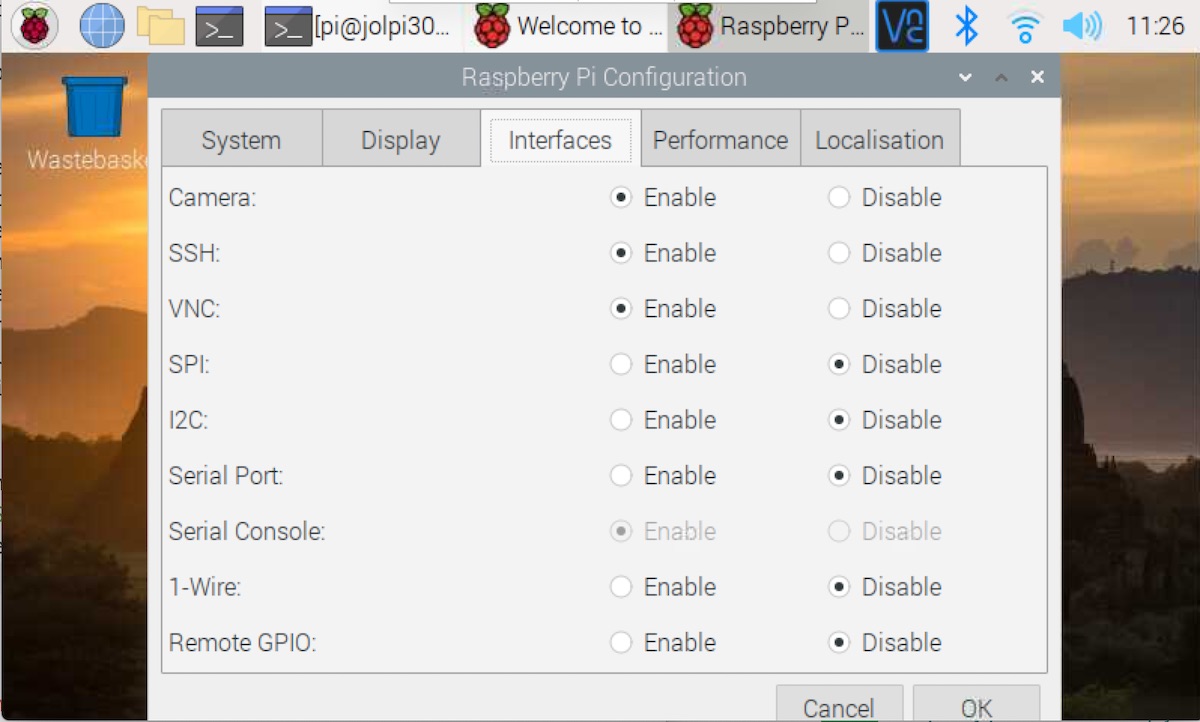 [pi@jolpi30... Welcome to ... Raspberry P... 11:26
Raspberry Pi Configuration
System Display Interfaces Performance Localisation
Camera: Enable Disable
SSH: Enable Disable
VNC: Enable Disable
SPI: Enable Disable
I2C: Enable Disable
Serial Port: Enable Disable
Serial Console: Enable Disable
1-Wire: Enable Disable
Remote GPIO: Enable Disable
Cancel OK